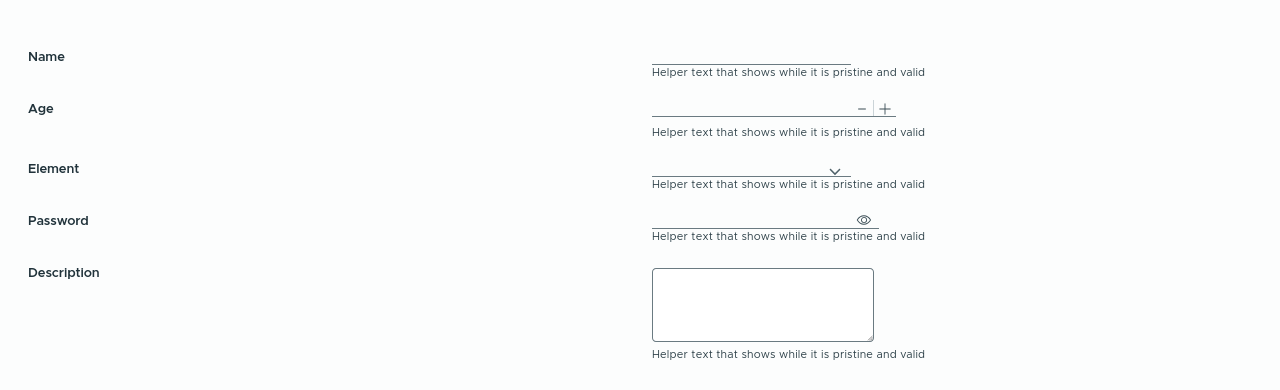 Name
Helper text that shows while it is pristine and valid
Age
Helper text that shows while it is pristine and valid
Element
Helper text that shows while it is pristine and valid
Password
Helper text that shows while it is pristine and valid
Description
Helper text that shows while it is pristine and valid